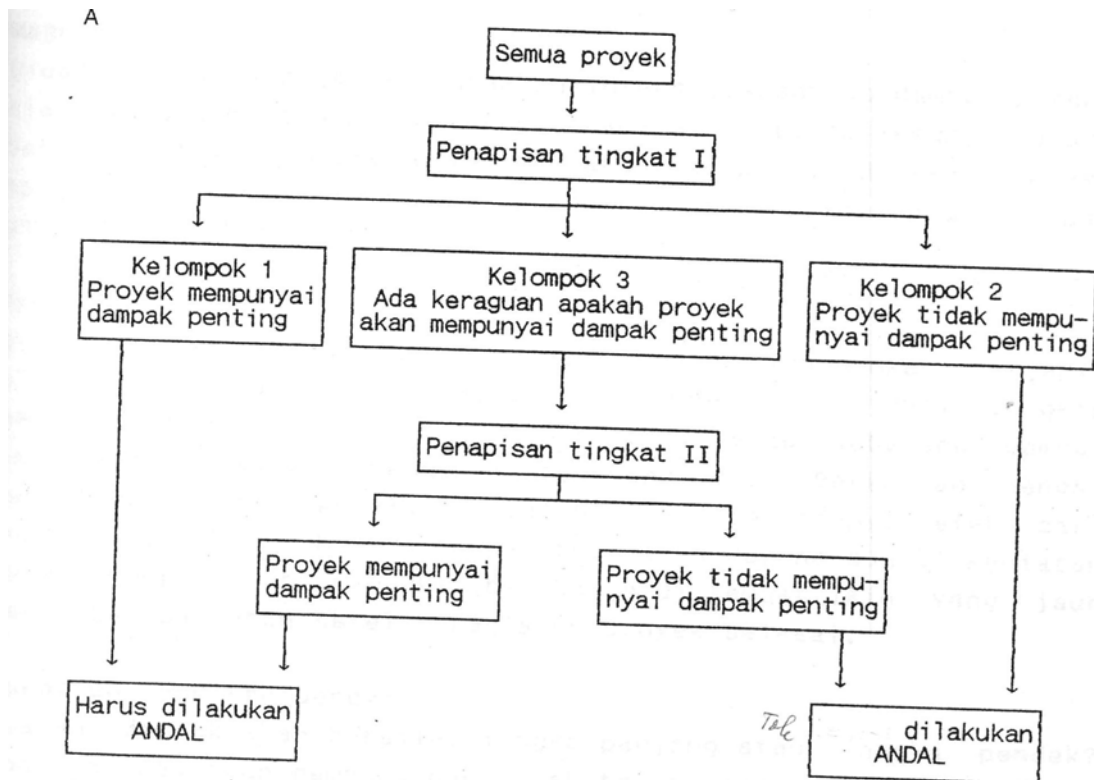 A
Semua proyek
Penapisan tingkat I
Kelompok 1
Proyek mempunyai
dampak penting
Kelompok 3
Ada keraguan apakah proyek
akan mempunyai dampak penting
Kelompok 2
Proyek tidak mempu-
nyai dampak penting
Penapisan tingkat II
Proyek mempunyai
dampak penting
Proyek tidak mempu-
nyai dampak penting
Harus dilakukan
ANDAL
dilakukan
ANDAL